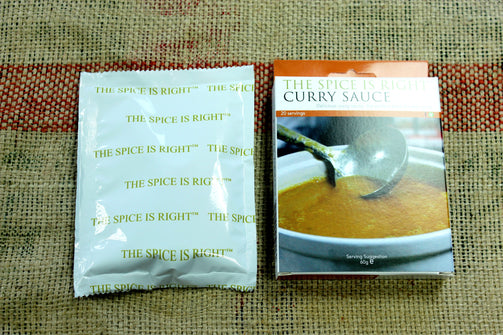 THE SPICE IS RIGHT™ THE SPICE IS
THE SPICE IS RIGHT™
THE SPICE IS RIGHT™ THE SPICE
THE SPICE IS RIGHT™
THE SPICE IS RIGHT™ THE SPICE
THE SPICE IS RIGHT™
THE SPICE IS RIGHT
CURRY SAUCE
20 servings
Serving Suggestion
60g e